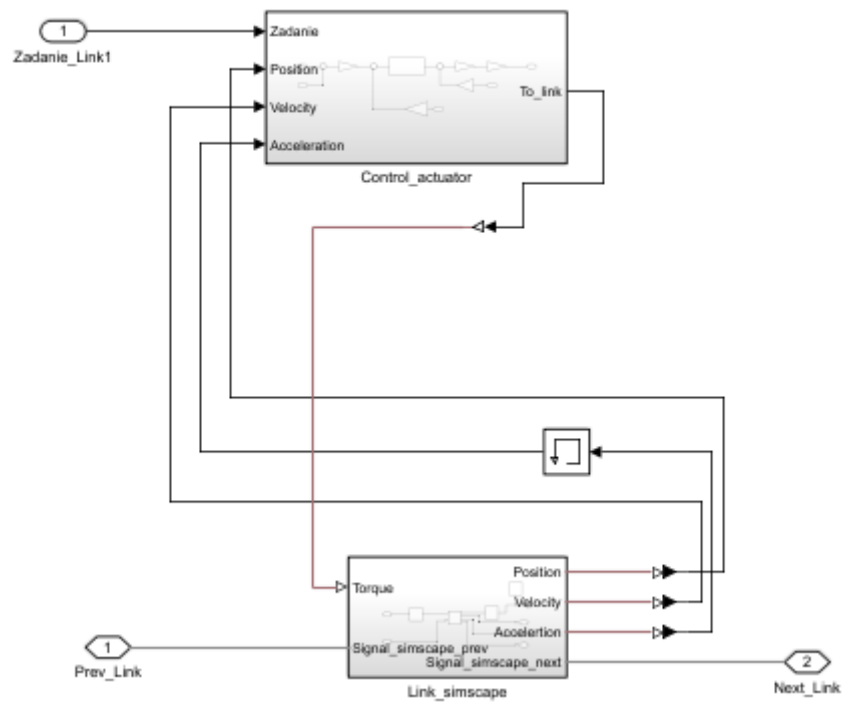 1
Zadanie_Link1
Zadanie
Position
Velocity
Acceleration
To_link
Control_actuator
Torque
Position
Velocity
Accelertion
Signal_simscape_prev
Signal_simscape_next
Link_simscape
1
Prev_Link
2
Next_Link